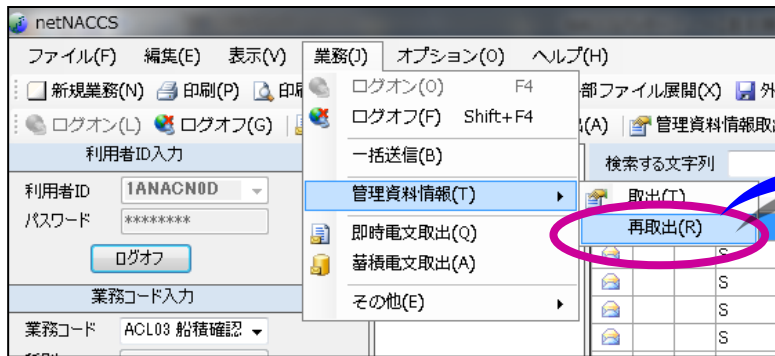 netNACCS
ファイル(F) 編集(E) 表示(V) 業務(J) オプション(O) ヘルプ(H)
新規業務(N) 印刷(P) 部ファイル展開(X) 外
ログオン(L) ログオフ(G) (A) 管理資料情報取
ログオン(O) F4
ログオフ(F) Shift+F4
一括送信(B)
管理資料情報(T)
即時電文取出(Q)
蓄積電文取出(A)
その他(E)
取出(T)
再取出(R)
利用者ID入力
検索する文字列
利用者ID 1ANACN0D
パスワード ********
ログオフ
業務コード入力
業務コード ACL03 船積確認
S
S
S